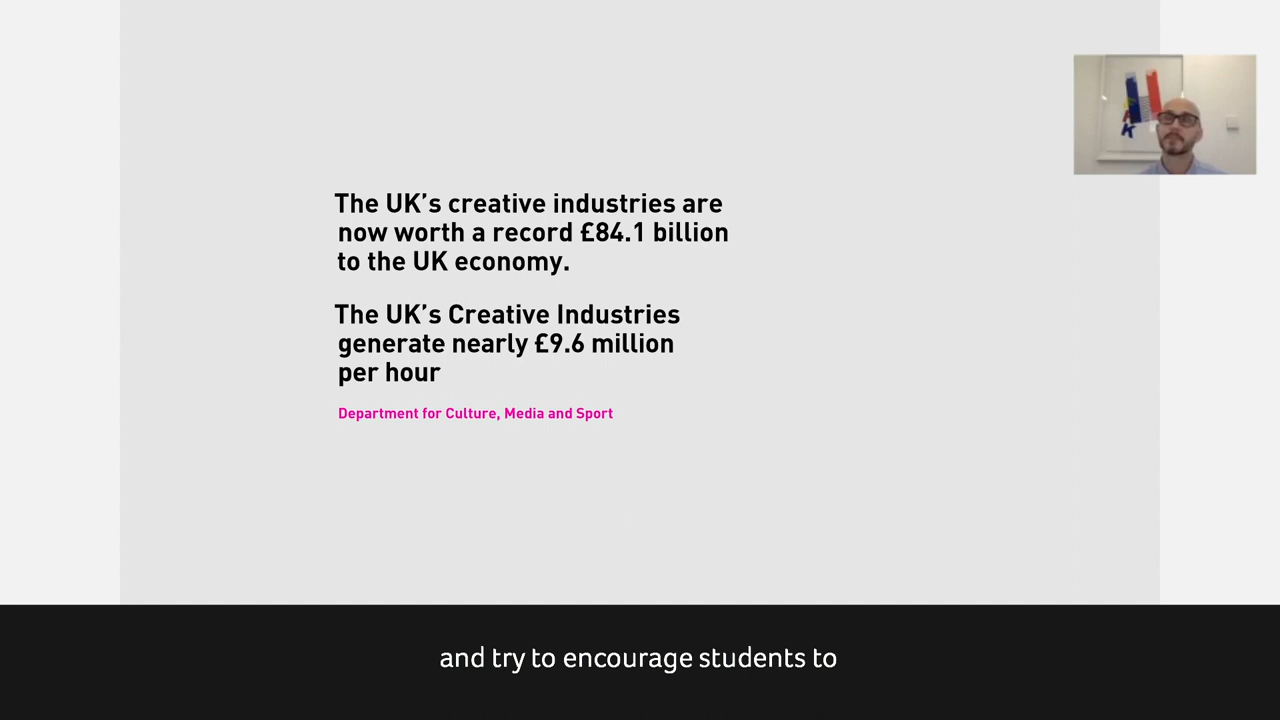 The UK’s creative industries are
now worth a record £84.1 billion
to the UK economy.
The UK’s Creative Industries
generate nearly £9.6 million
per hour
Department for Culture, Media and Sport
and try to encourage students to